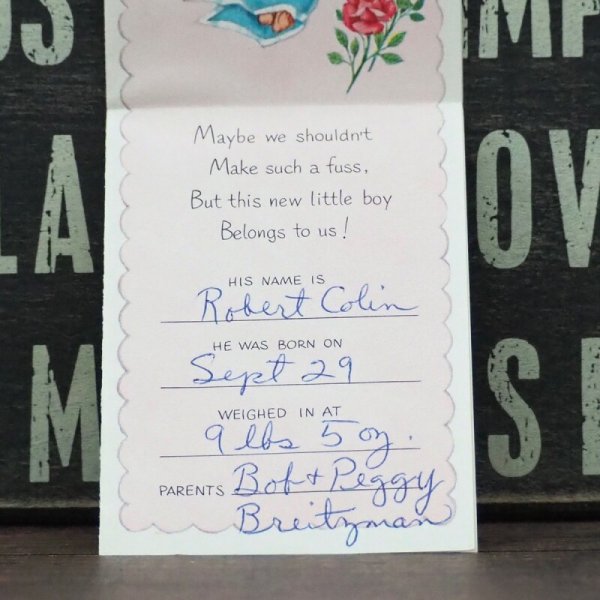 Maybe we shouldn't
Make such a fuss,
But this new little boy
Belongs to us!
HIS NAME IS
Robert Colin
HE WAS BORN ON
Sept 29
WEIGHED IN AT
9 lbs 5 oz.
PARENTS Bob + Peggy
Breitzman